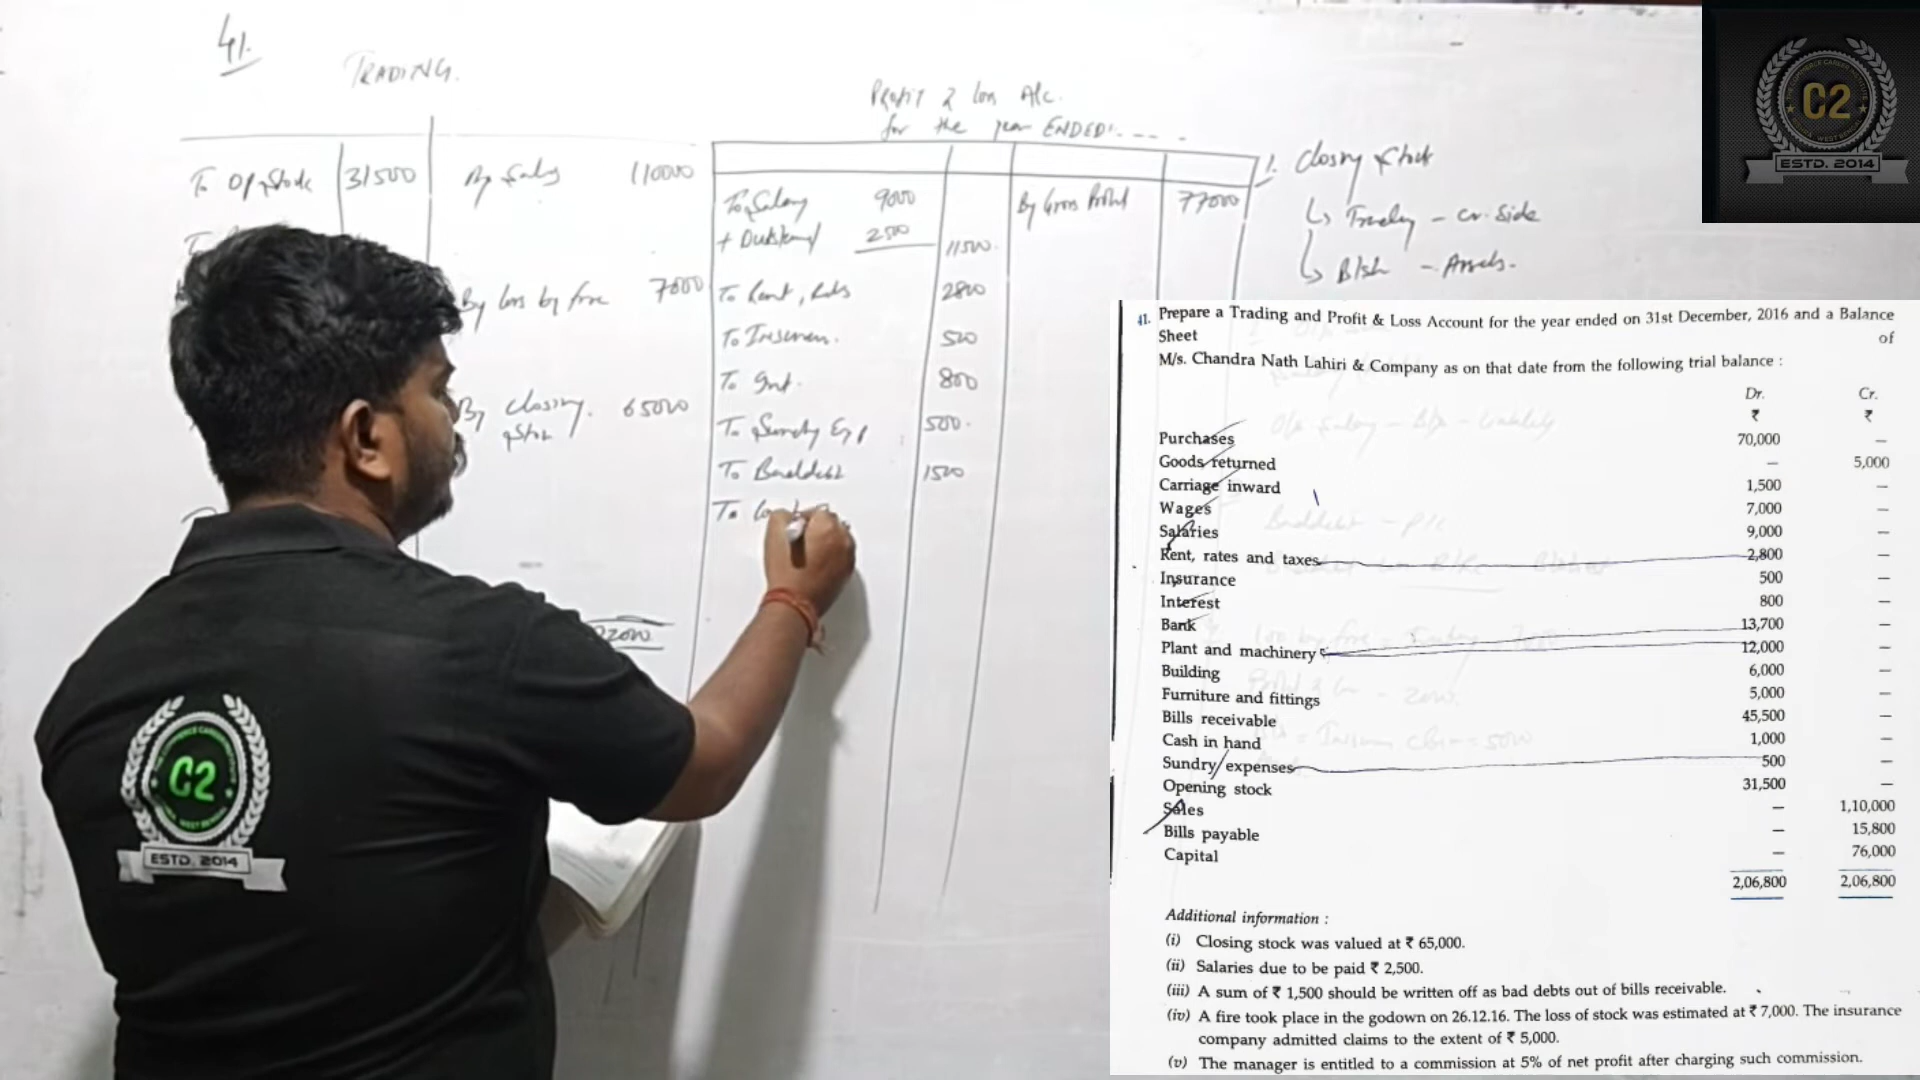 41.
TRADING.
Profit & Loss A/c.
for the year ENDED:----
To Op. Stock 31500
By Sales 110000
By loss by fire 7000
By closing stock 65000
To Salary 9000
+ Outstand 2500 11500
To Rent, Rates 2800
To Insuran. 500
To Int. 800
To Sundry Exp 500
To Baddebt 1500
By Gross Profit 77000
1. Closing Stock
↳ Trading - Cr. Side
↳ B/sh - Assets.
C2
ESTD. 2014
C2
ESTD. 2014
41. Prepare a Trading and Profit & Loss Account for the year ended on 31st December, 2016 and a Balance Sheet of
M/s. Chandra Nath Lahiri & Company as on that date from the following trial balance :
Dr. Cr.
₹ ₹
Purchases 70,000 —
Goods returned — 5,000
Carriage inward 1,500 —
Wages 7,000 —
Salaries 9,000 —
Rent, rates and taxes 2,800 —
Insurance 500 —
Interest 800 —
Bank 13,700 —
Plant and machinery 12,000 —
Building 6,000 —
Furniture and fittings 5,000 —
Bills receivable 45,500 —
Cash in hand 1,000 —
Sundry expenses 500 —
Opening stock 31,500 —
Sales — 1,10,000
Bills payable — 15,800
Capital — 76,000
2,06,800 2,06,800
Additional information :
(i) Closing stock was valued at ₹ 65,000.
(ii) Salaries due to be paid ₹ 2,500.
(iii) A sum of ₹ 1,500 should be written off as bad debts out of bills receivable.
(iv) A fire took place in the godown on 26.12.16. The loss of stock was estimated at ₹ 7,000. The insurance
company admitted claims to the extent of ₹ 5,000.
(v) The manager is entitled to a commission at 5% of net profit after charging such commission.